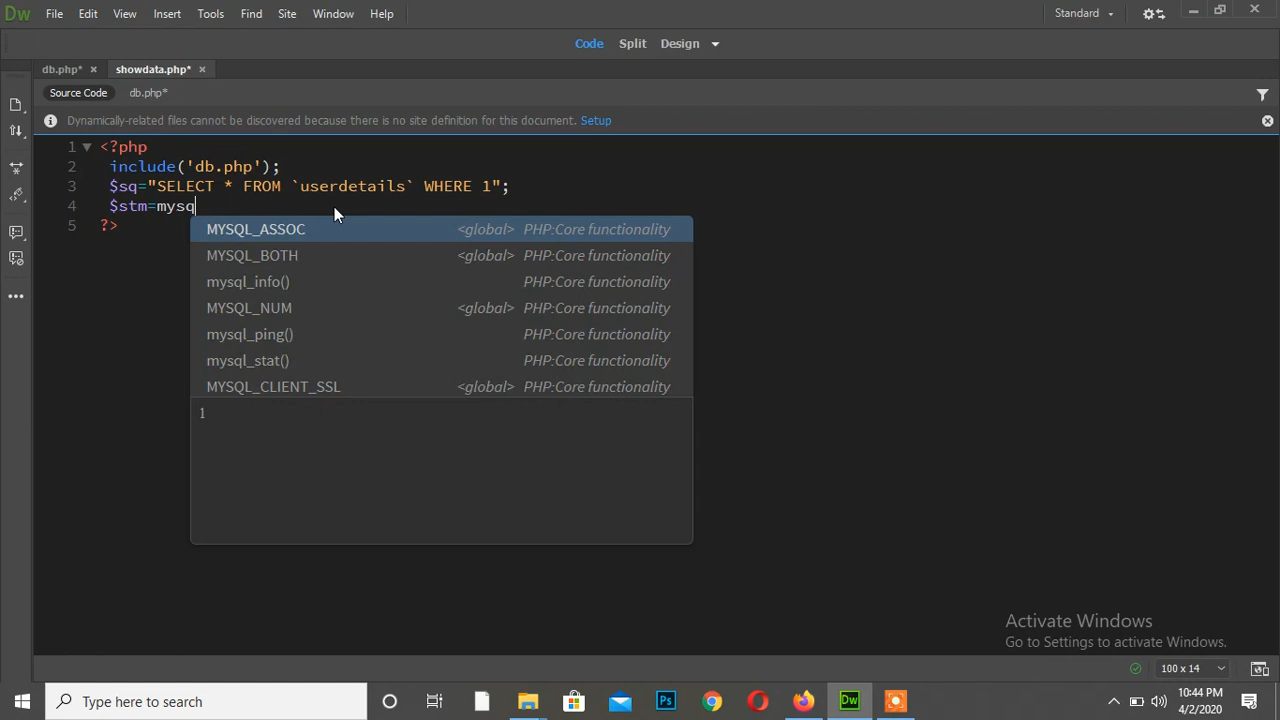 Dw File Edit View Insert Tools Find Site Window Help Standard
Code Split Design
db.php* × showdata.php* ×
Source Code db.php*
Dynamically-related files cannot be discovered because there is no site definition for this document. Setup
1 <?php
2 include('db.php');
3 $sq="SELECT * FROM `userdetails` WHERE 1";
4 $stm=mysq
5 ?>
MYSQL_ASSOC <global> PHP:Core functionality
MYSQL_BOTH <global> PHP:Core functionality
mysql_info() PHP:Core functionality
MYSQL_NUM <global> PHP:Core functionality
mysql_ping() PHP:Core functionality
mysql_stat() PHP:Core functionality
MYSQL_CLIENT_SSL <global> PHP:Core functionality
1
Activate Windows
Go to Settings to activate Windows.
100 x 14
Type here to search
Ps
Dw
10:44 PM
4/2/2020